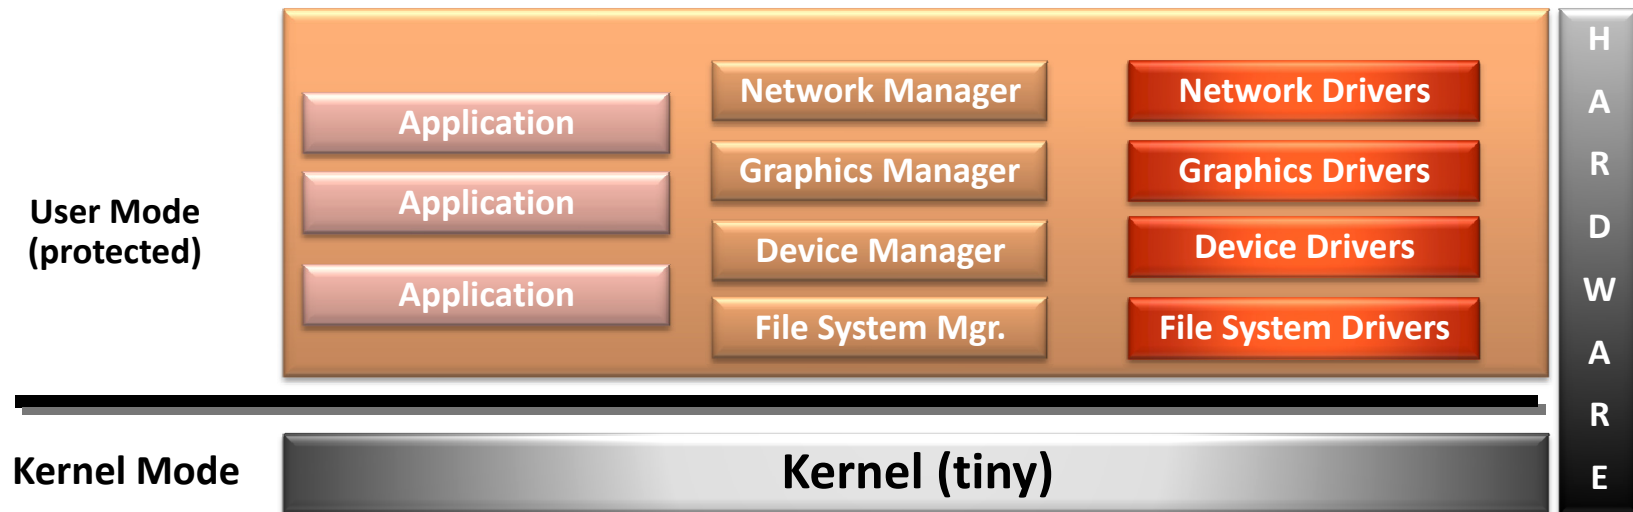 User Mode
(protected)
Application
Application
Application
Network Manager
Graphics Manager
Device Manager
File System Mgr.
Network Drivers
Graphics Drivers
Device Drivers
File System Drivers
H
A
R
D
W
A
R
E
Kernel Mode
Kernel (tiny)